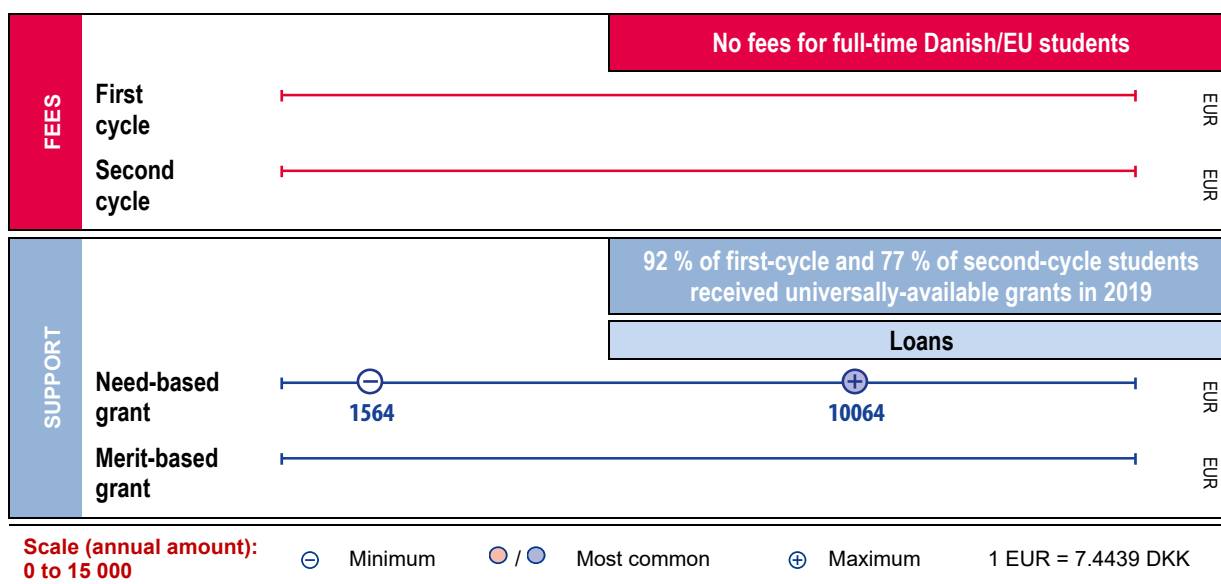 No fees for full-time Danish/EU students
FEES
First
cycle
EUR
Second
cycle
EUR
92 % of first-cycle and 77 % of second-cycle students
received universally-available grants in 2019
Loans
SUPPORT
Need-based
grant
1564
10064
EUR
Merit-based
grant
EUR
Scale (annual amount):
0 to 15 000
Minimum
/
Most common
Maximum
1 EUR = 7.4439 DKK